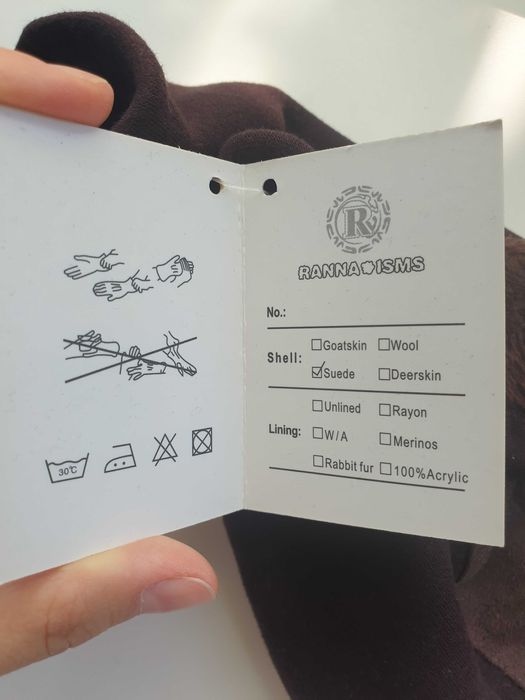 30°C
R
RANNA ISMS
No.:
Shell: Goatskin Wool
Suede Deerskin
Lining: Unlined Rayon
W/A Merinos
Rabbit fur 100%Acrylic